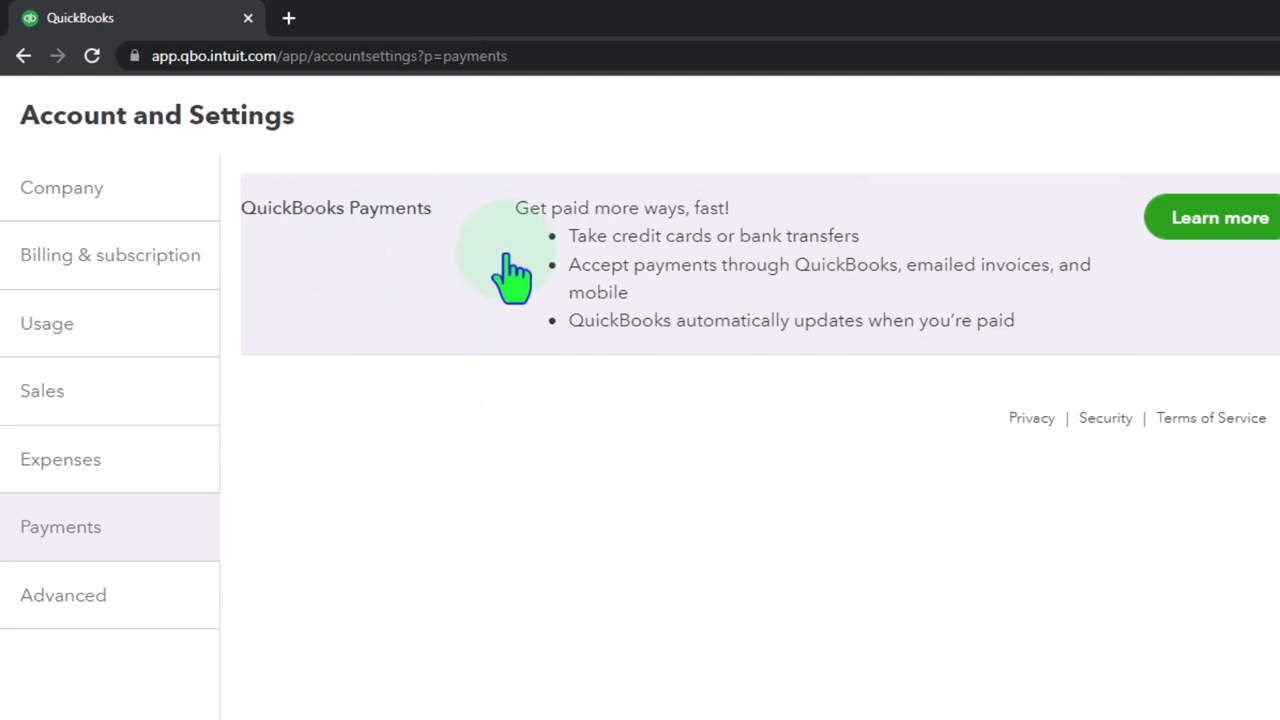 QuickBooks
app.qbo.intuit.com/app/accountsettings?p=payments
Account and Settings
Company
Billing & subscription
Usage
Sales
Expenses
Payments
Advanced
QuickBooks Payments
Get paid more ways, fast!
• Take credit cards or bank transfers
• Accept payments through QuickBooks, emailed invoices, and
mobile
• QuickBooks automatically updates when you're paid
Learn more
Privacy | Security | Terms of Service